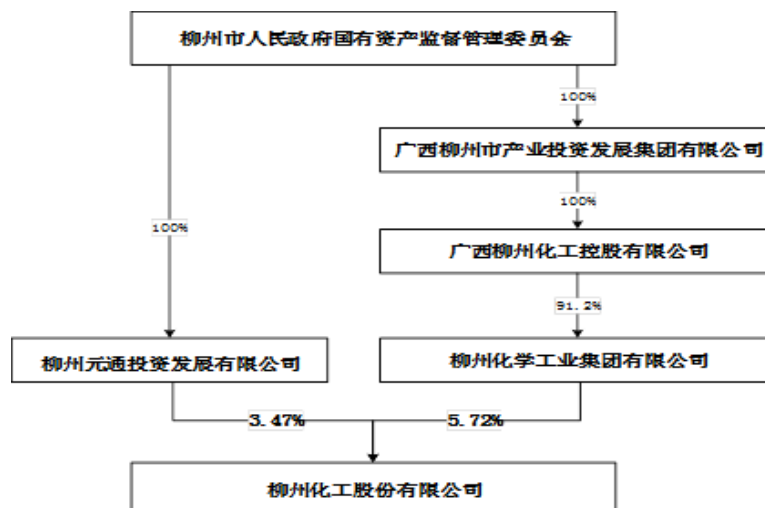 柳州市人民政府国有资产监督管理委员会
100%
广西柳州市产业投资发展集团有限公司
100%
100%
广西柳州化工控股有限公司
91.2%
柳州元通投资发展有限公司
柳州化学工业集团有限公司
3.47%
5.72%
柳州化工股份有限公司